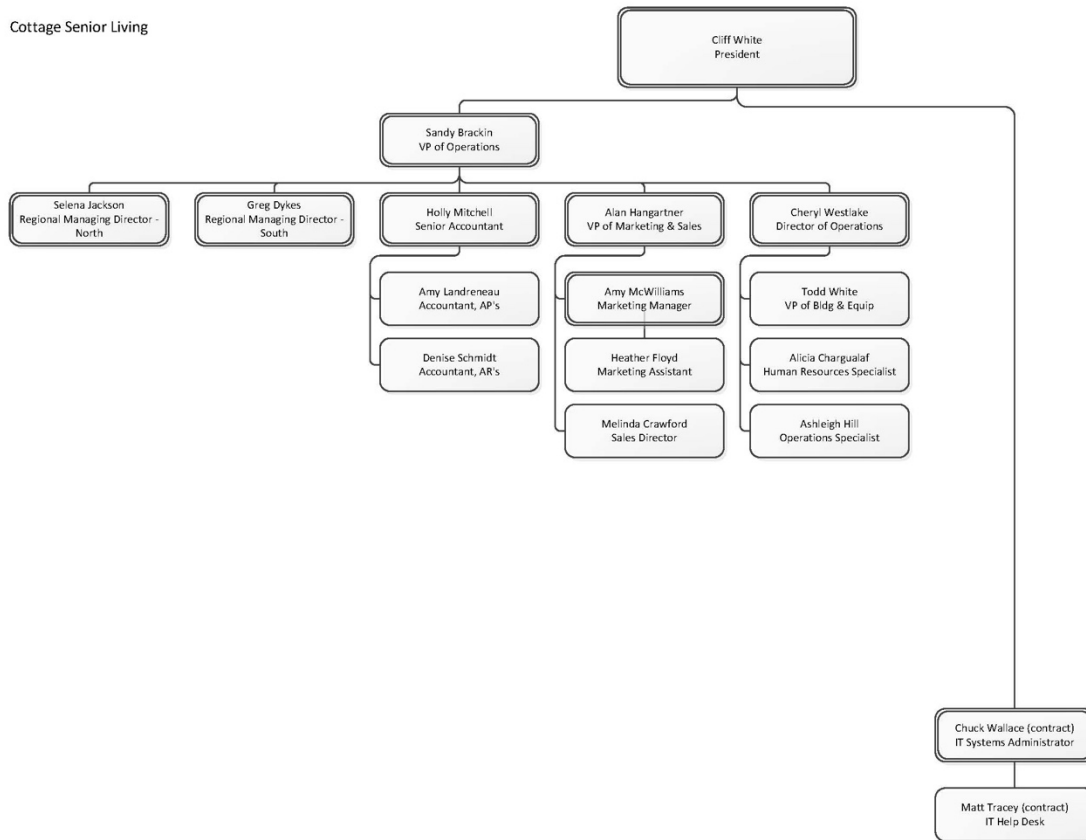 Cottage Senior Living
Cliff White
President
Sandy Brackin
VP of Operations
Selena Jackson
Regional Managing Director -
North
Greg Dykes
Regional Managing Director -
South
Holly Mitchell
Senior Accountant
Alan Hangartner
VP of Marketing & Sales
Cheryl Westlake
Director of Operations
Amy Landreneau
Accountant, AP's
Amy McWilliams
Marketing Manager
Todd White
VP of Bldg & Equip
Denise Schmidt
Accountant, AR's
Heather Floyd
Marketing Assistant
Alicia Chargualaf
Human Resources Specialist
Melinda Crawford
Sales Director
Ashleigh Hill
Operations Specialist
Chuck Wallace (contract)
IT Systems Administrator
Matt Tracey (contract)
IT Help Desk